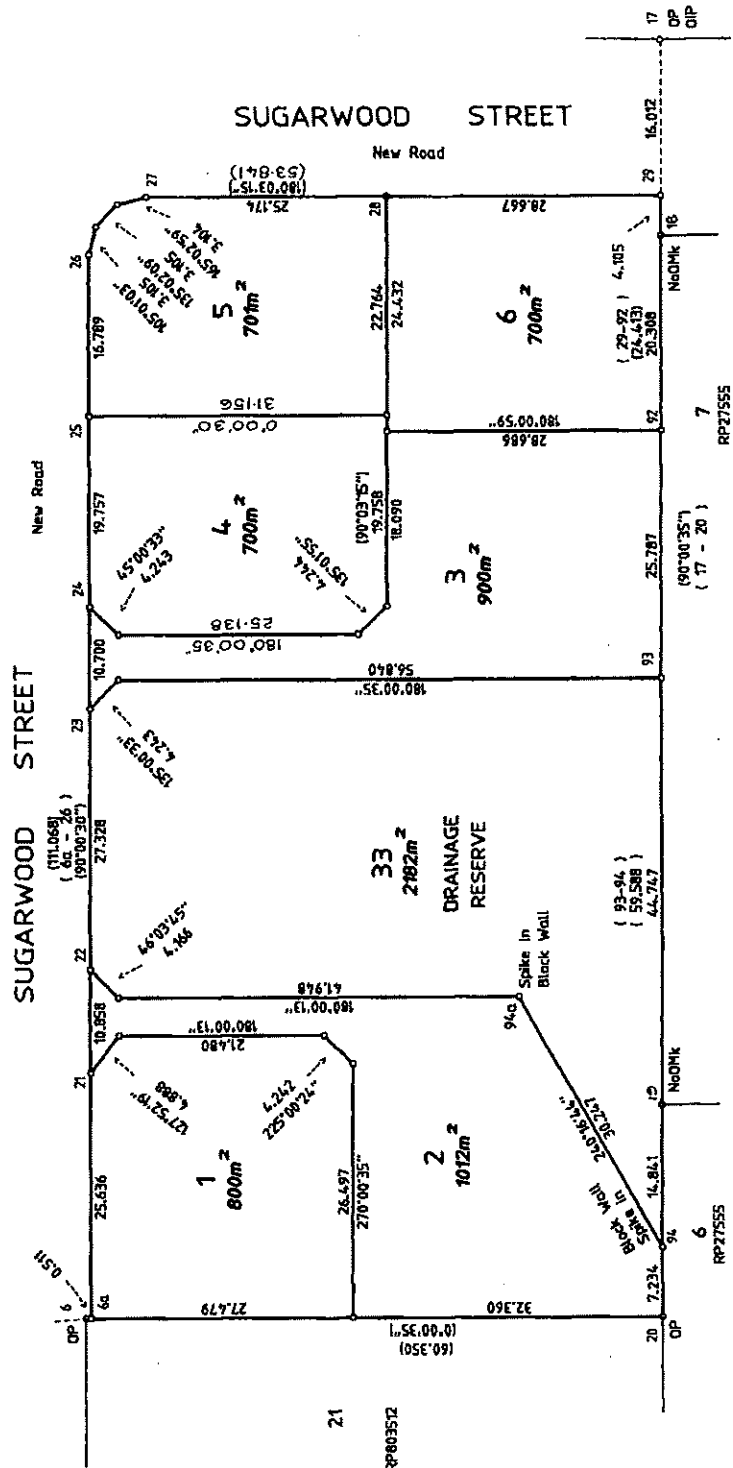 SUGARWOOD STREET
New Road
SUGARWOOD STREET
New Road
(111.068)
( 6a - 26 )
(90°00'30")
OP 6
6a
0.511
25.636
21
10.858
22
27.328
23
10.700
24
19.757
25
16.789
26
27
127°52'19"
4.888
46°03'45"
4.166
135°00'33"
4.243
45°00'33"
4.243
105°01'03"
3.105
135°02'09"
3.105
165°02'59"
3.104
25.174
(180°03'15")
(53·841)
28
28.667
29
16.012
17
OP
OIP
1
800m²
27.479
21.480
180°00'13"
4.242
225°00'24"
26.497
270°00'35"
2
1012m²
32.360
(0°00'35")
(60.350)
41.948
180°00'13"
94a
Spike In
Block Wall
240°16'44"
30.247
Block Wall
Spike In
33
2182m²
DRAINAGE
RESERVE
56.840
180°00'35"
4
700m²
25·138
180°00'35"
135°01'55"
4.244
31·156
0°00'30"
(90°03'15")
19.758
18.090
3
900m²
5
701m²
22.764
24.432
6
700m²
180°00'59"
28.686
20
OP
7.234
94
14.841
19
NaOMk
( 93-94 )
( 59.588 )
44.747
93
25.787
(90°00'35")
( 17 - 20 )
92
( 29-92 )
(24.413)
20.308
4.105
18
NaOMk
21
RP803512
6
RP27555
7
RP27555